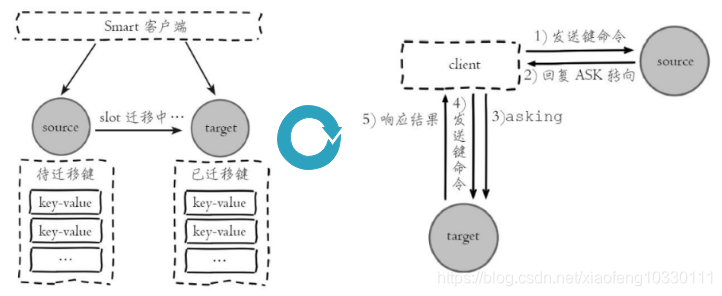 Smart 客户端
source
slot 迁移中…
target
待迁移键
已迁移键
key-value
key-value
key-value
key-value
…
…
1) 发送键命令
client
source
2) 回复 ASK 转向
5) 响应结果
4) 发送键命令
3)asking
target
https://blog.csdn.net/xiaofeng10330111